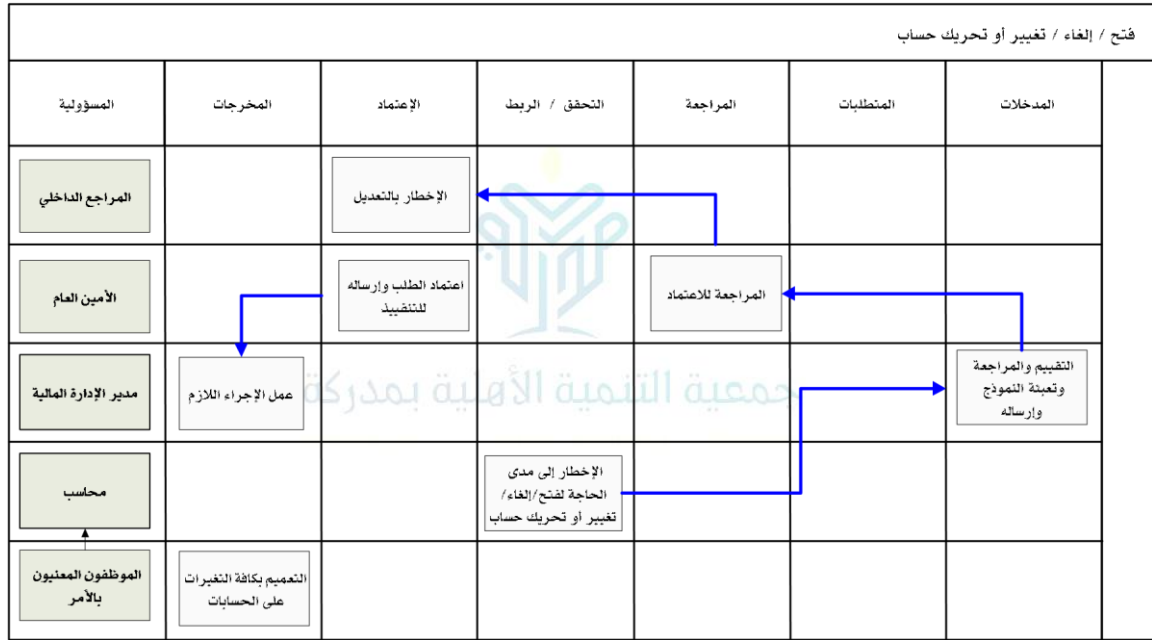 فتح / إلغاء / تغيير أو تحريك حساب
المدخلات
المتطلبات
المراجعة
التحقق / الربط
الإعتماد
المخرجات
المسؤولية
الإخطار بالتعديل
المراجع الداخلي
المراجعة للاعتماد
اعتماد الطلب وإرساله
للتنفييذ
الأمين العام
التقييم والمراجعة
وتعبئة النموذج
وإرساله
عمل الإجراء اللازم
مدير الإدارة المالية
جمعية التنمية الأهلية بمدركة
الإخطار إلى مدى
الحاجة لفتح/إلغاء/
تغيير أو تحريك حساب
محاسب
التعميم بكافة التغيرات
على الحسابات
الموظفون المعنيون
بالأمر